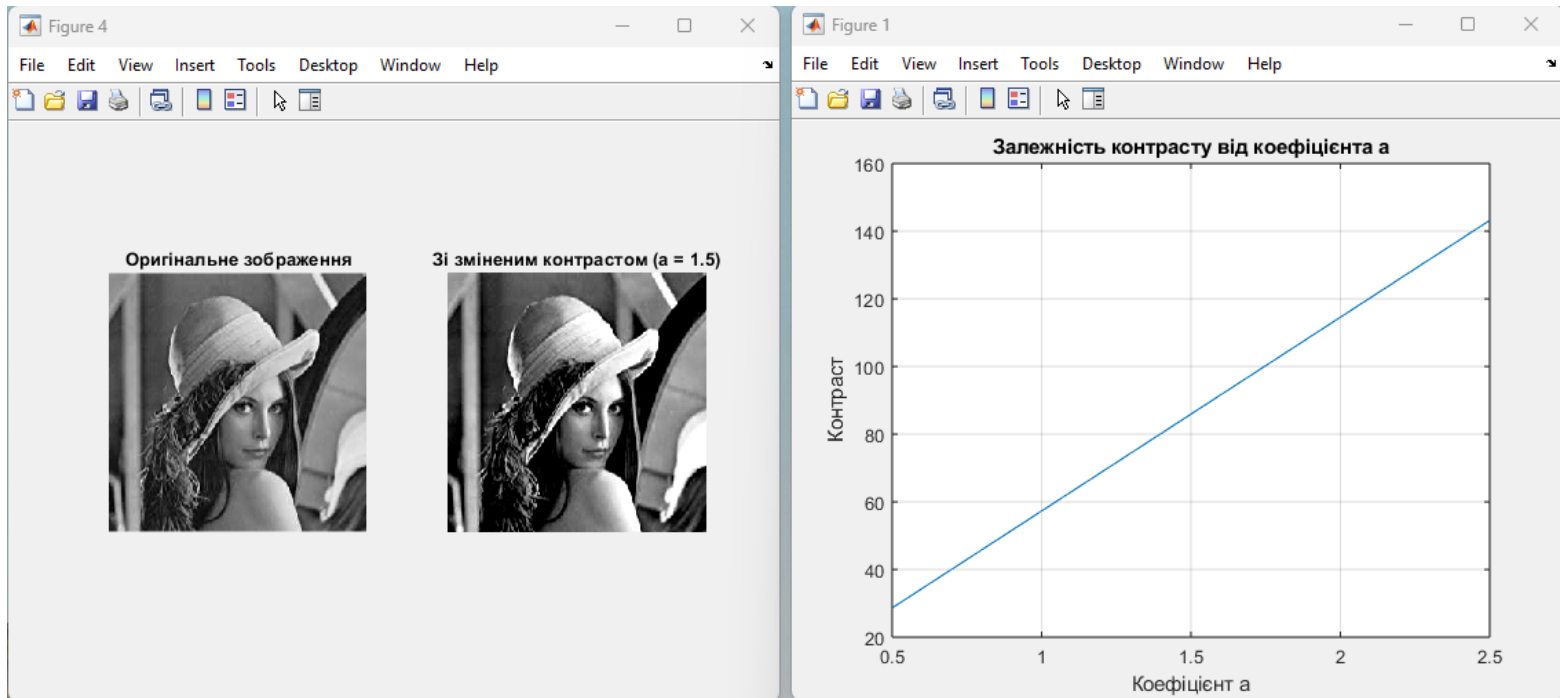 Figure 4
File Edit View Insert Tools Desktop Window Help
Оригінальне зображення
Зі зміненим контрастом (a = 1.5)
Figure 1
File Edit View Insert Tools Desktop Window Help
Залежність контрасту від коефіцієнта a
160
140
120
100
80
60
40
20
Контраст
0.5 1 1.5 2 2.5
Коефіцієнт a